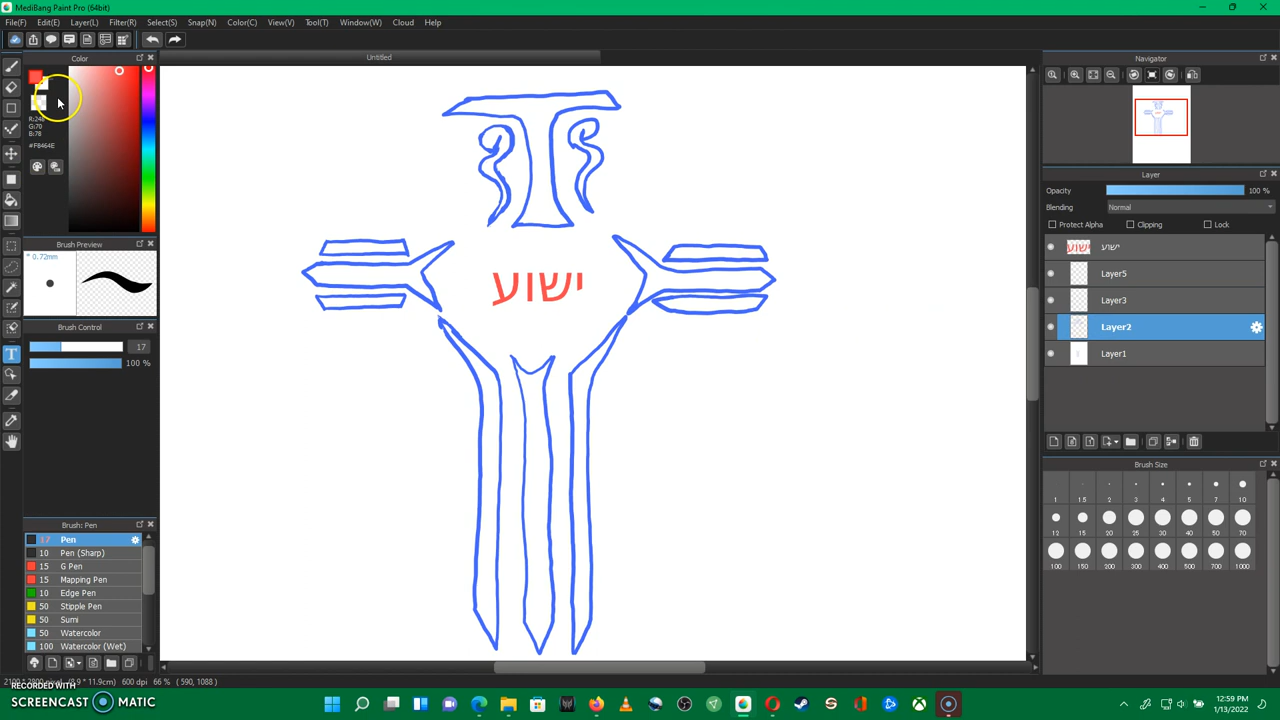 MediBang Paint Pro (64bit)
File(F) Edit(E) Layer(L) Filter(R) Select(S) Snap(N) Color(C) View(V) Tool(T) Window(W) Cloud Help
Color
Untitled
Navigator
R:248
G:70
B:78
#F8464E
Layer
Opacity 100 %
Blending Normal
Protect Alpha Clipping Lock
ישוע
Layer5
Layer3
Layer2
Layer1
Brush Preview
* 0.72mm
ישוע
Brush Control
17
100 %
T
Brush Size
1 1.5 2 3 4 5 7 10
12 15 20 25 30 40 50 70
100 150 200 300 400 500 700 1000
Brush: Pen
17 Pen
10 Pen (Sharp)
15 G Pen
15 Mapping Pen
10 Edge Pen
50 Stipple Pen
50 Sumi
50 Watercolor
100 Watercolor (Wet)
600 dpi 66 % ( 590, 1088 )
RECORDED WITH
SCREENCAST MATIC
12:59 PM
1/13/2022